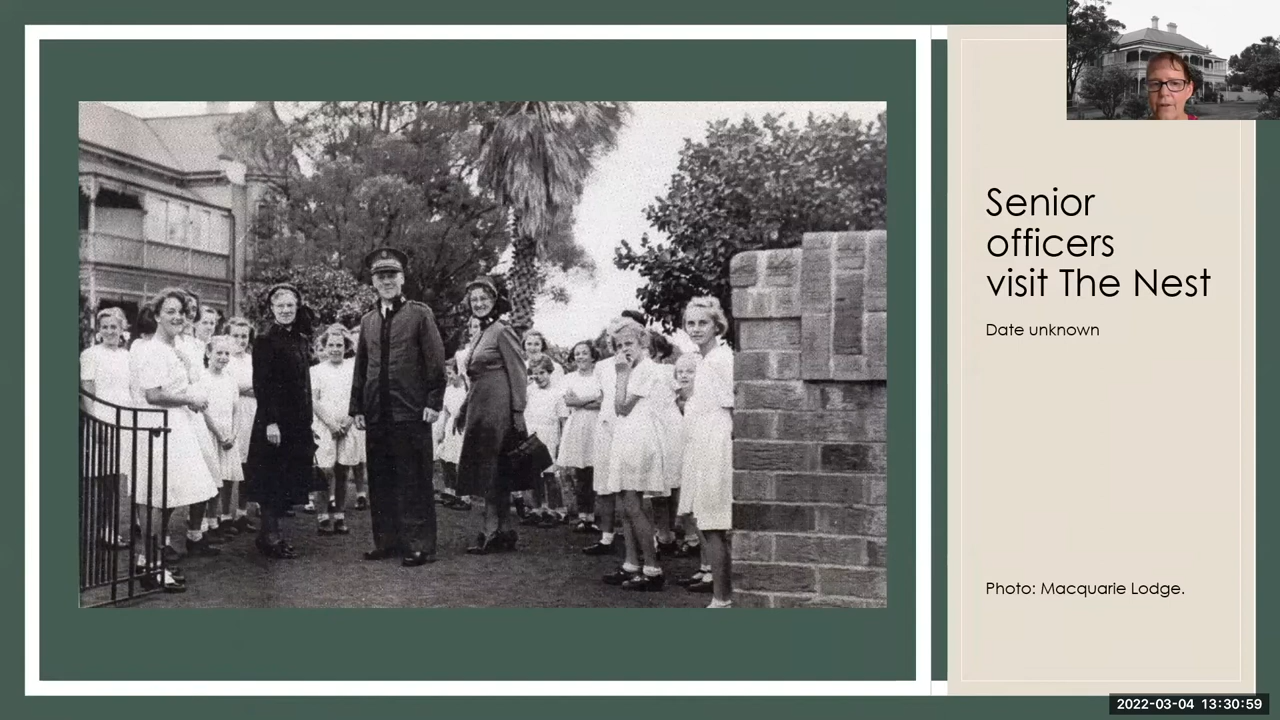 Senior
officers
visit The Nest
Date unknown
Photo: Macquarie Lodge.
2022-03-04 13:30:59